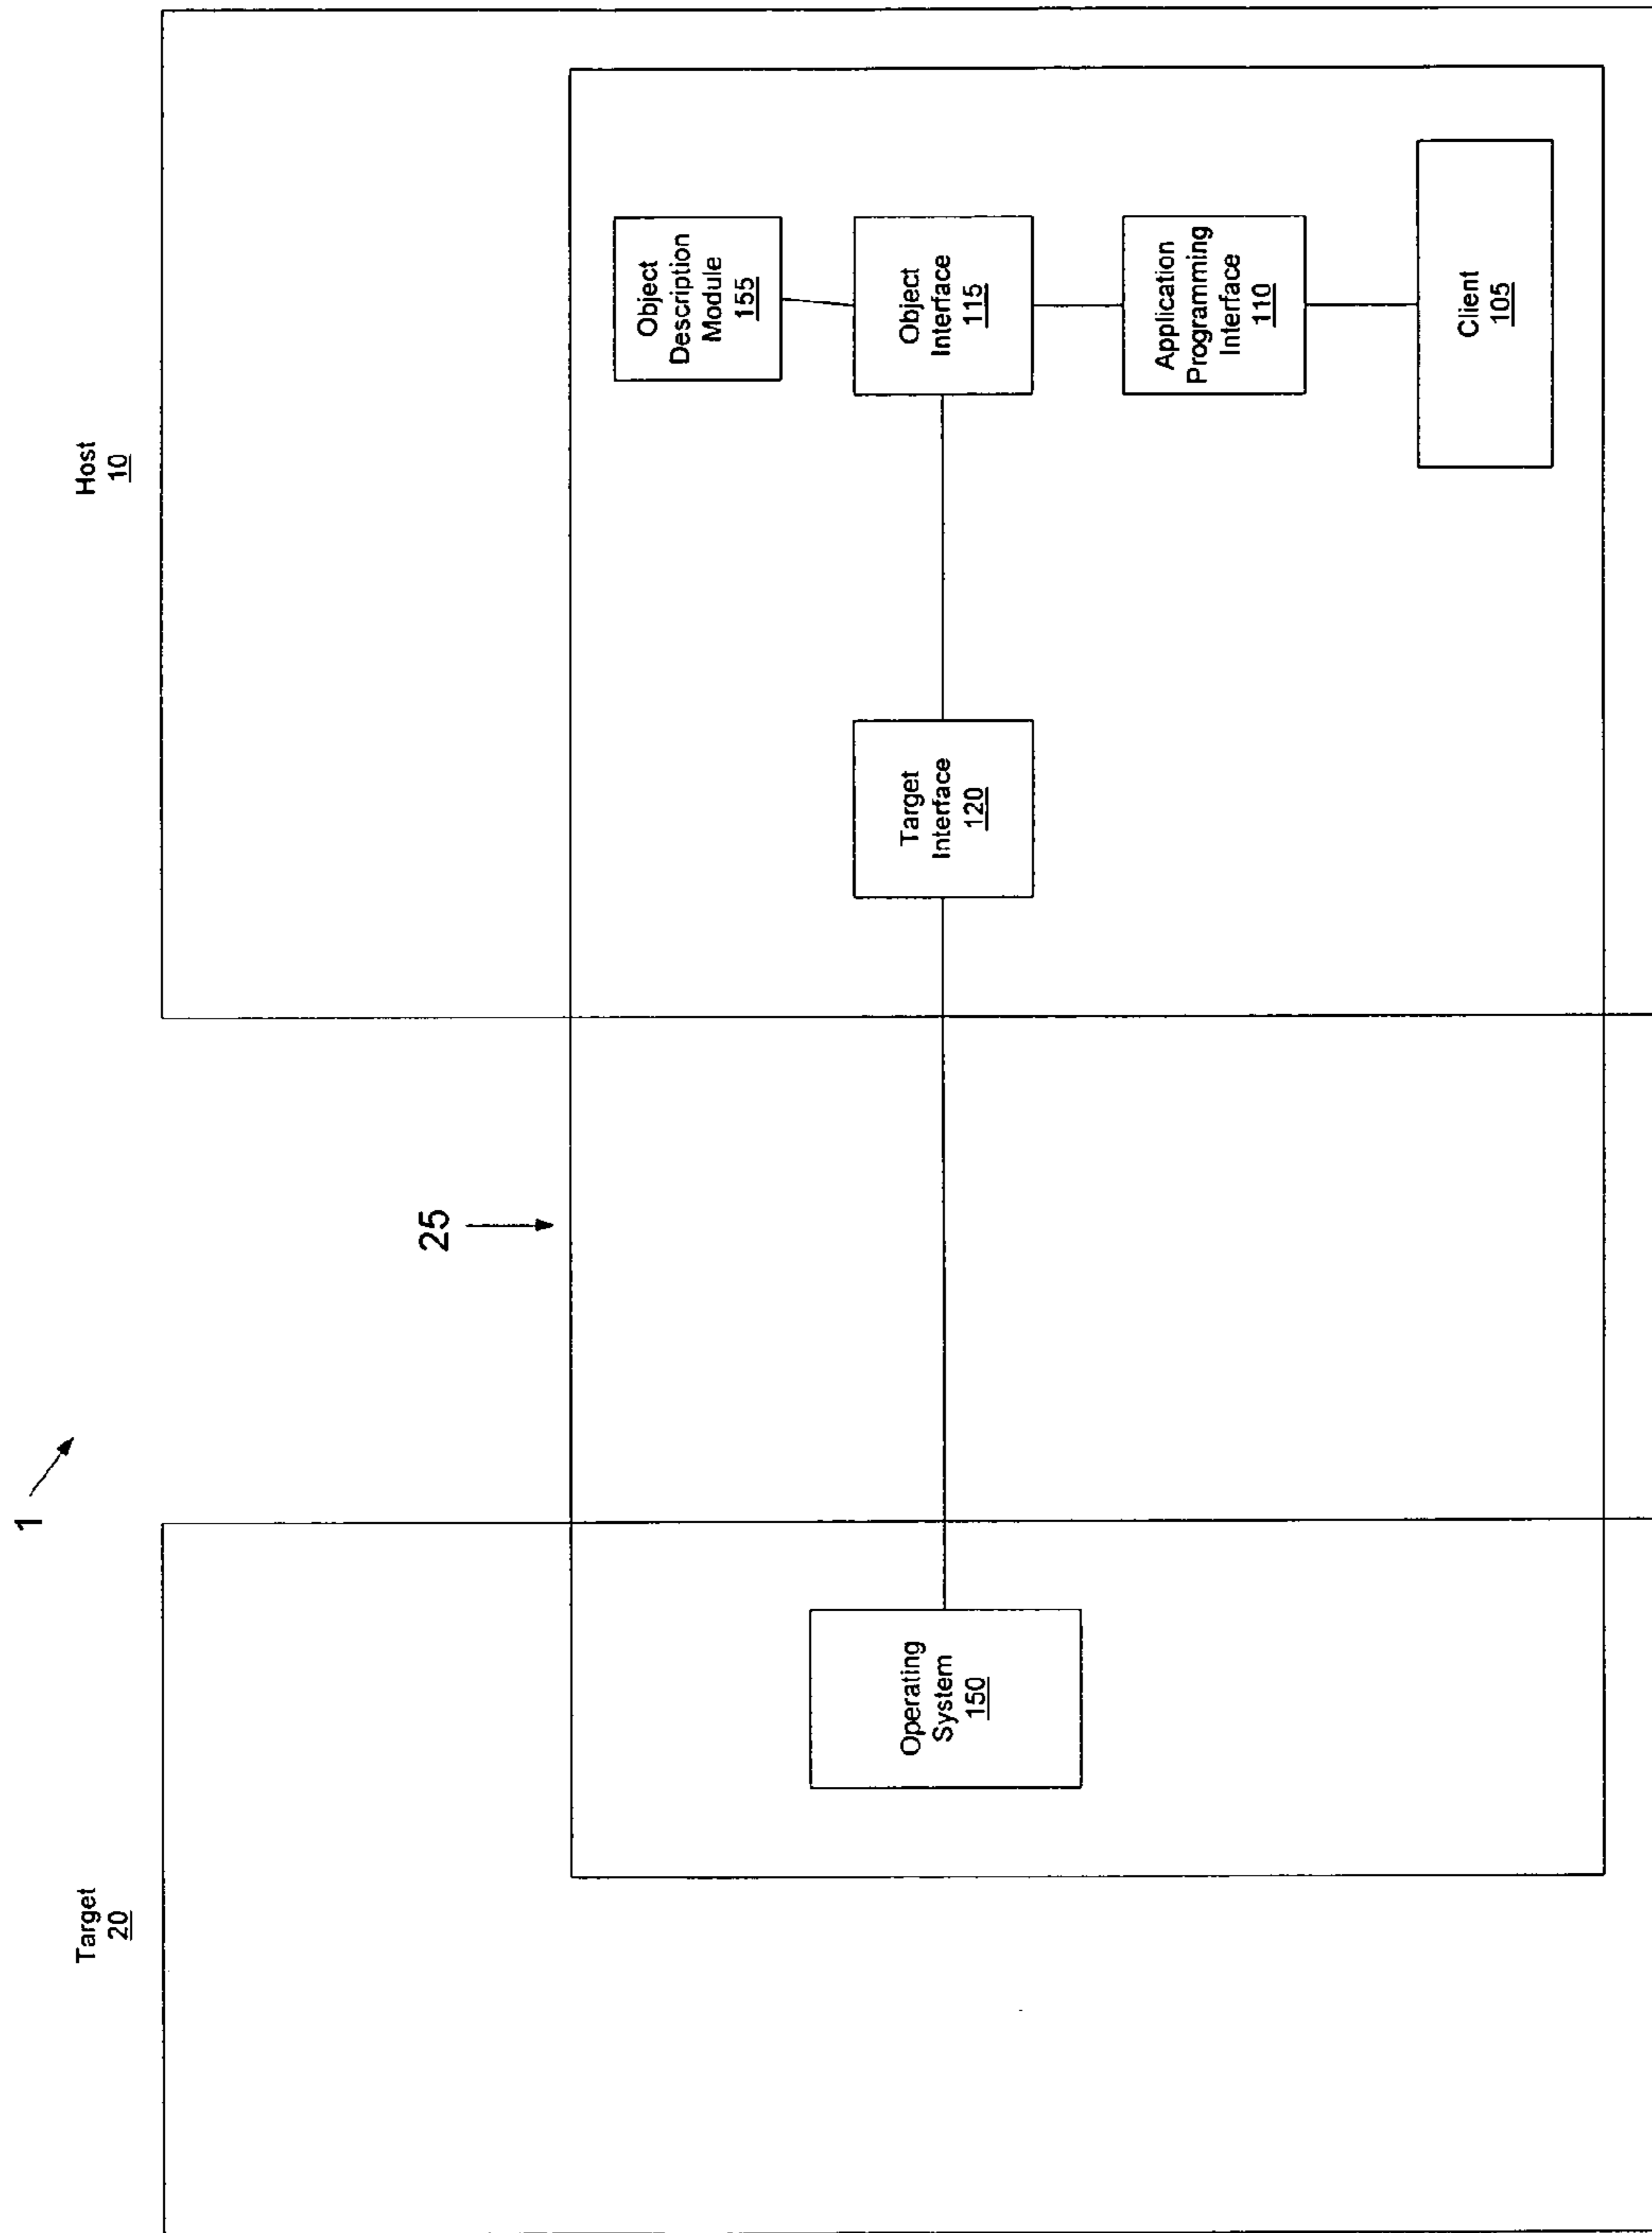 1
Target
20
Host
10
25
Operating
System
150
Target
Interface
120
Object
Description
Module
155
Object
Interface
115
Application
Programming
Interface
110
Client
105